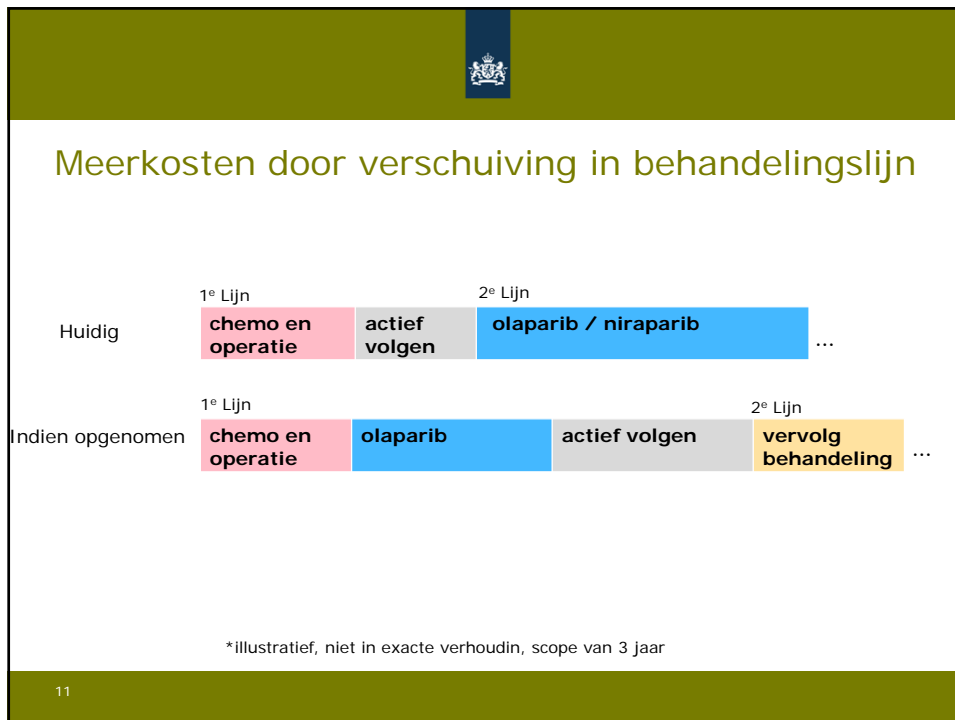 Meerkosten door verschuiving in behandelingslijn
1e Lijn
2e Lijn
Huidig
chemo en
operatie
actief
volgen
olaparib / niraparib
...
1e Lijn
2e Lijn
Indien opgenomen
chemo en
operatie
olaparib
actief volgen
vervolg
behandeling
...
*illustratief, niet in exacte verhoudin, scope van 3 jaar
11